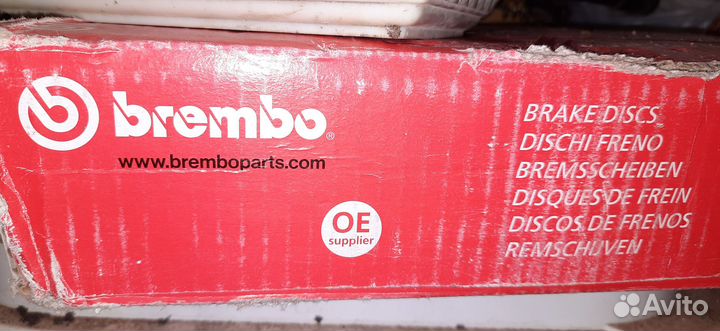 brembo®
www.bremboparts.com
OE
supplier
BRAKE DISCS
DISCHI FRENO
BREMSSCHEIBEN
DISQUES DE FREIN
DISCOS DE FRENOS
REMSCHIJVEN
Avito